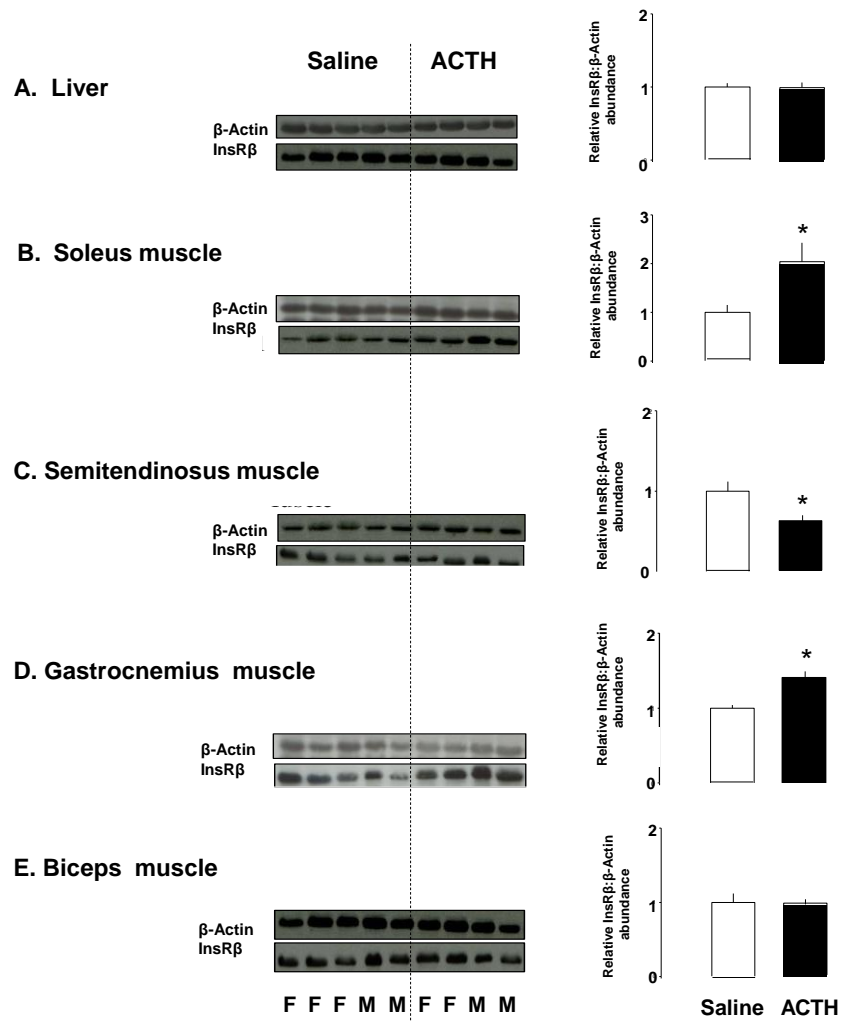 Saline ACTH
A. Liver
β-Actin
InsRβ
Relative InsRβ:β-Actin
abundance
2
1
0
B. Soleus muscle
β-Actin
InsRβ
Relative InsRβ:β-Actin
abundance
3
2
1
0
*
C. Semitendinosus muscle
β-Actin
InsRβ
Relative InsRβ:β-Actin
abundance
2
1
0
*
D. Gastrocnemius muscle
β-Actin
InsRβ
Relative InsRβ:β-Actin
abundance
2
1
0
*
E. Biceps muscle
β-Actin
InsRβ
Relative InsRβ:β-Actin
abundance
2
1
0
F F F M M F F M M
Saline ACTH